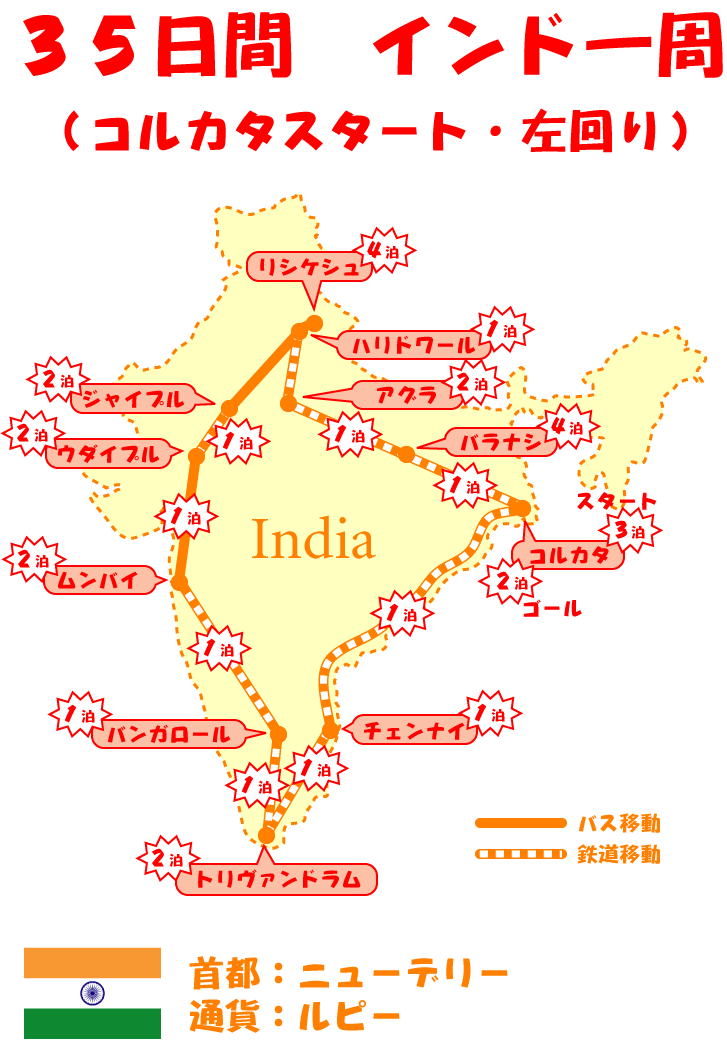 ３５日間　インド一周
（コルカタスタート・左回り）
4泊
リシケシュ
1泊
ハリドワール
2泊
ジャイプル
2泊
アグラ
2泊
ウダイプル
1泊
1泊
4泊
バラナシ
1泊
スタート
1泊
India
3泊
コルカタ
2泊
ムンバイ
2泊
ゴール
1泊
1泊
1泊
バンガロール
1泊
チェンナイ
1泊
1泊
2泊
トリヴァンドラム
バス移動
鉄道移動
首都：ニューデリー
通貨：ルピー